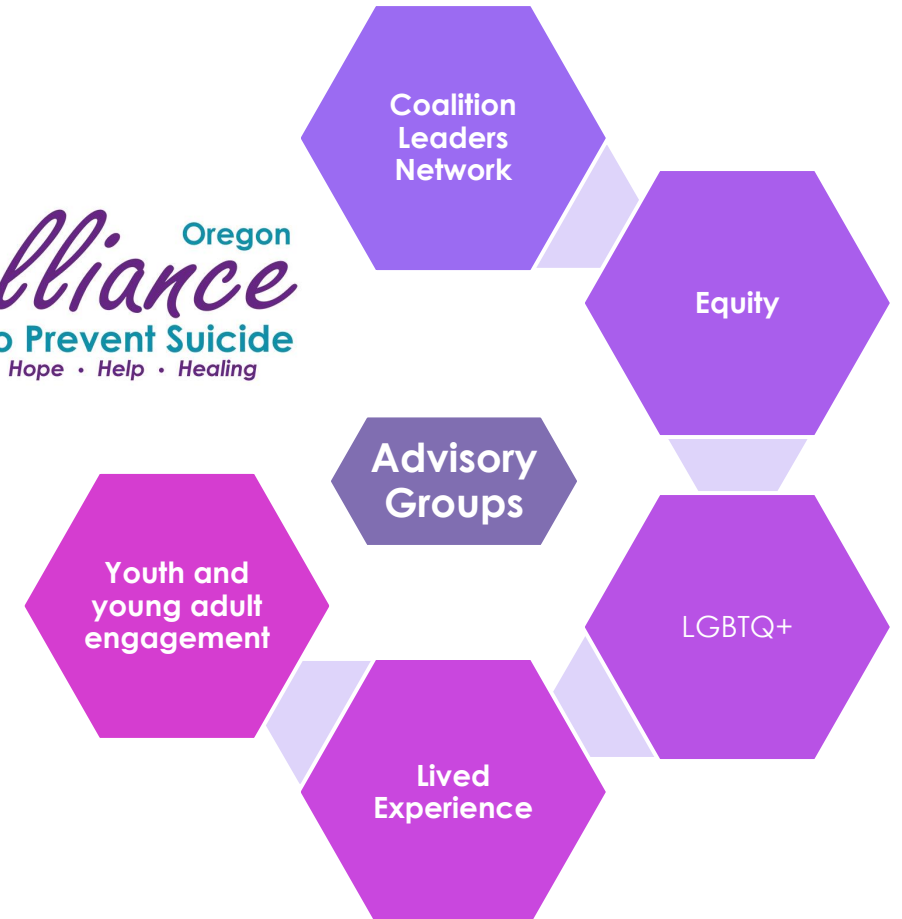 Coalition
Leaders
Network
Oregon
lliance
o Prevent Suicide
Hope • Help • Healing
Equity
Advisory
Groups
Youth and
young adult
engagement
LGBTQ+
Lived
Experience